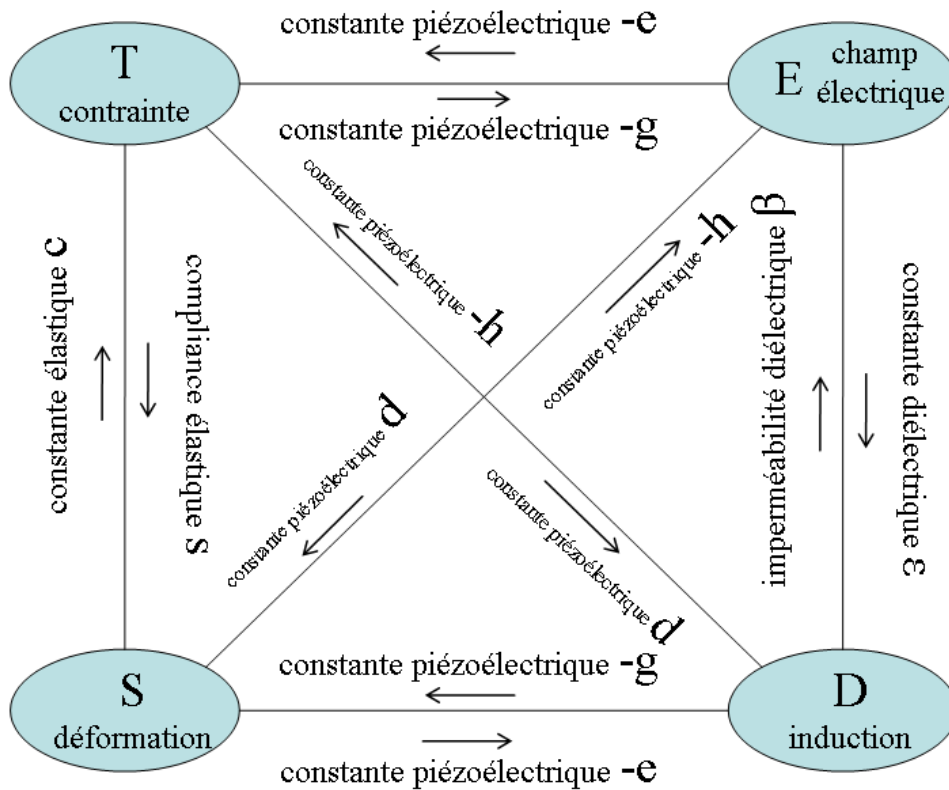 constante piézoélectrique -e
T
contrainte
E champ
électrique
constante piézoélectrique -g
constante piézoélectrique -h
constante piézoélectrique -h
constante élastique c
compliance élastique s
imperméabilité diélectrique β
constante diélectrique ε
constante piézoélectrique d
constante piézoélectrique d
S
déformation
constante piézoélectrique -g
D
induction
constante piézoélectrique -e